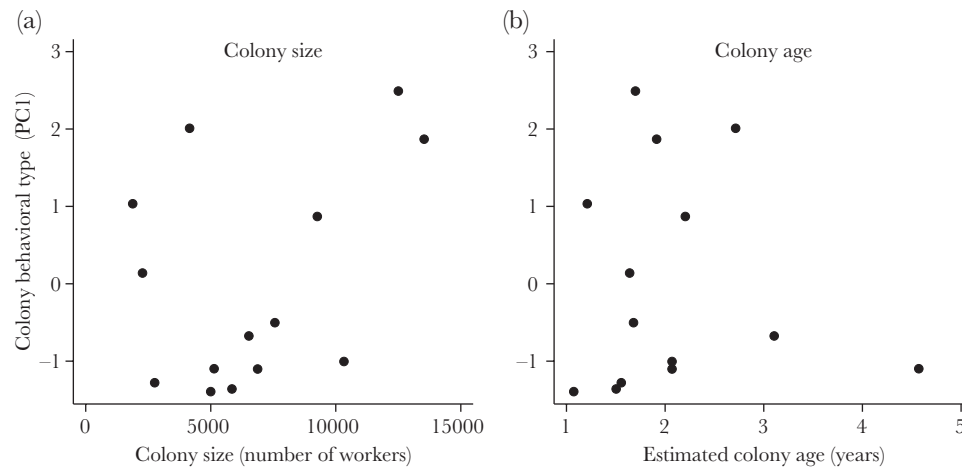 (a)
Colony size
Colony behavioral type (PC1)
3
2
1
0
−1
0
5000
10000
15000
Colony size (number of workers)
(b)
Colony age
3
2
1
0
−1
1
2
3
4
5
Estimated colony age (years)